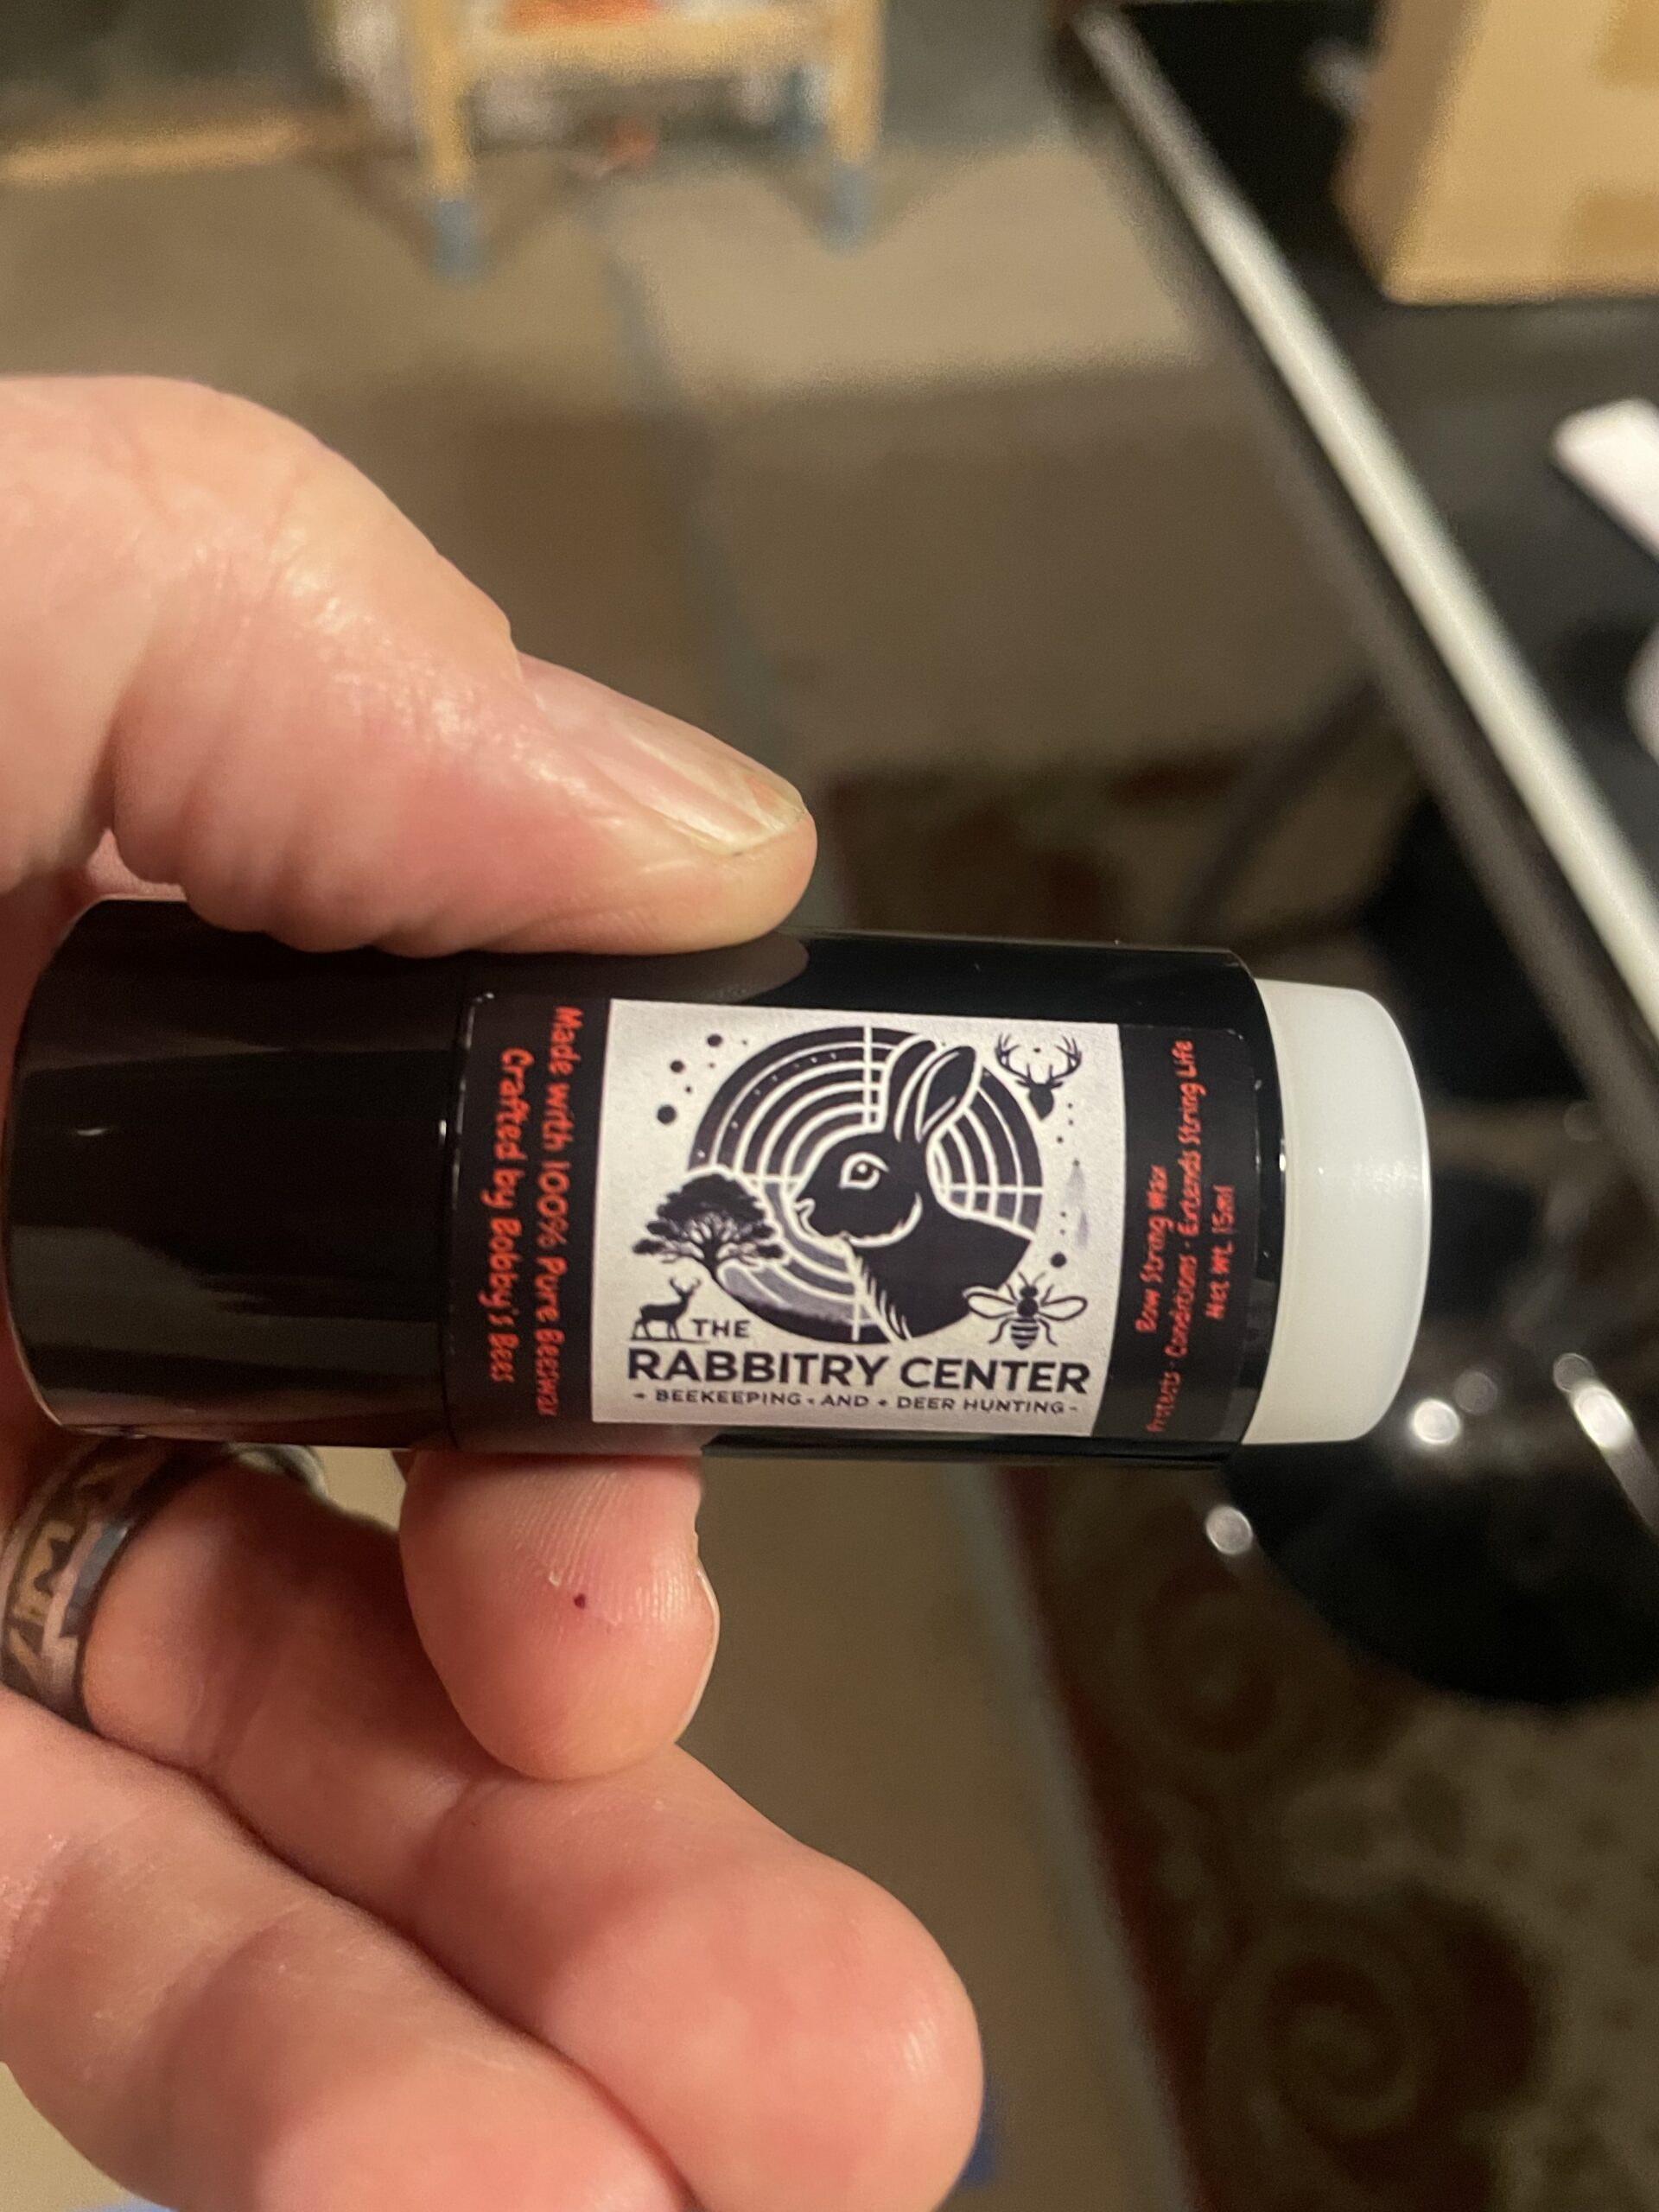 THE
RABBITRY CENTER
BEEKEEPING • AND • DEER HUNTING
Made with 100% Pure Beeswax
Crafted by Bobby's Bees
Bow String Wax
Protects • Conditions • Extends String Life
Net Wt. 15ml